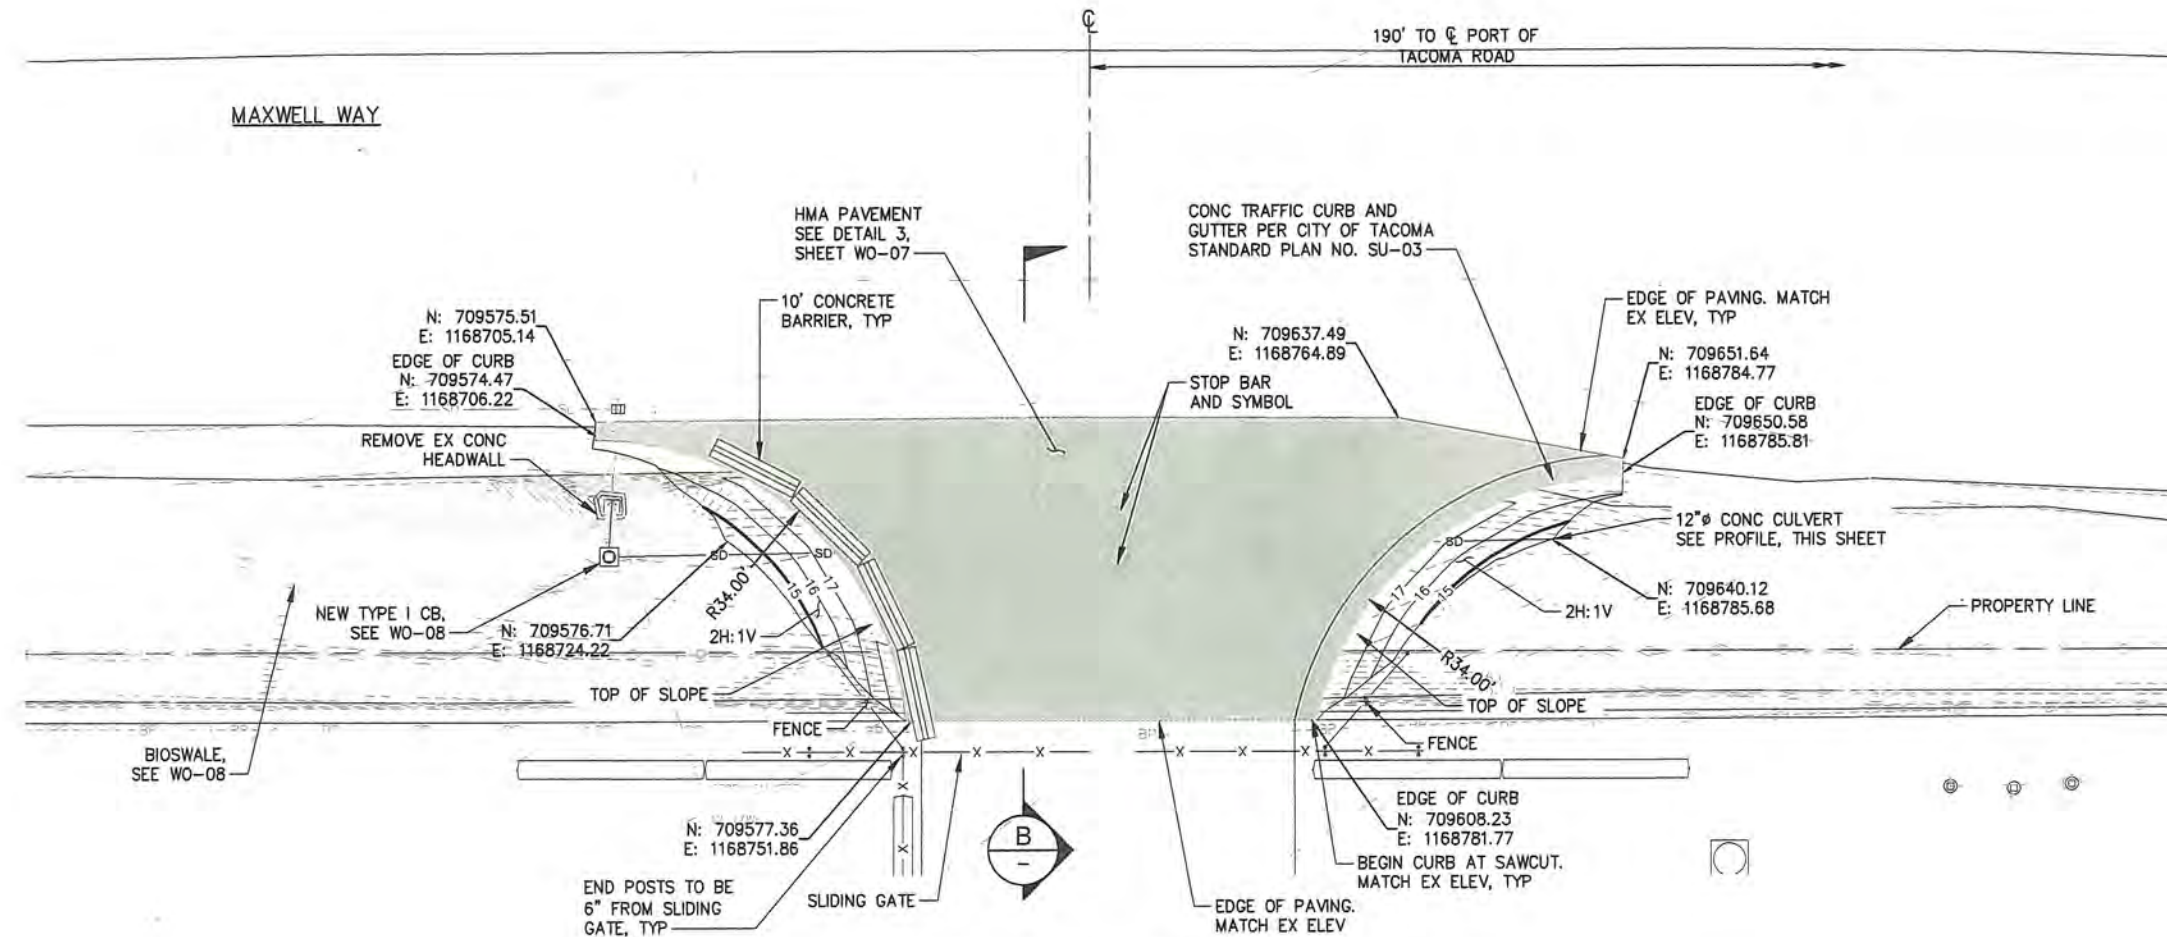 ℄
190' TO ℄ PORT OF
TACOMA ROAD
MAXWELL WAY
HMA PAVEMENT
SEE DETAIL 3,
SHEET WO-07
CONC TRAFFIC CURB AND
GUTTER PER CITY OF TACOMA
STANDARD PLAN NO. SU-03
10' CONCRETE
BARRIER, TYP
EDGE OF PAVING. MATCH
EX ELEV, TYP
N: 709575.51
E: 1168705.14
EDGE OF CURB
N: 709574.47
E: 1168706.22
N: 709637.49
E: 1168764.89
N: 709651.64
E: 1168784.77
STOP BAR
AND SYMBOL
EDGE OF CURB
N: 709650.58
E: 1168785.81
REMOVE EX CONC
HEADWALL
12"ø CONC CULVERT
SEE PROFILE, THIS SHEET
SD
SD
SD
R34.00'
15
16
17
17
16
15
N: 709640.12
E: 1168785.68
2H:1V
NEW TYPE I CB,
SEE WO-08
N: 709576.71
E: 1168724.22
2H:1V
PROPERTY LINE
R34.00'
TOP OF SLOPE
TOP OF SLOPE
FENCE
FENCE
BIOSWALE,
SEE WO-08
EDGE OF CURB
N: 709608.23
E: 1168781.77
N: 709577.36
E: 1168751.86
B
-
BEGIN CURB AT SAWCUT.
MATCH EX ELEV, TYP
END POSTS TO BE
6" FROM SLIDING
GATE, TYP
SLIDING GATE
EDGE OF PAVING.
MATCH EX ELEV